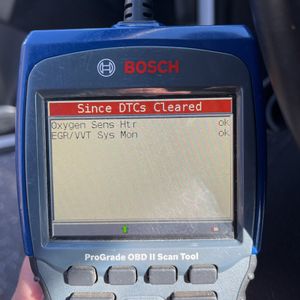 BOSCH
Since DTCs Cleared
Oxygen Sens Htr ok
EGR/VVT Sys Mon ok
ProGrade OBD II Scan Tool